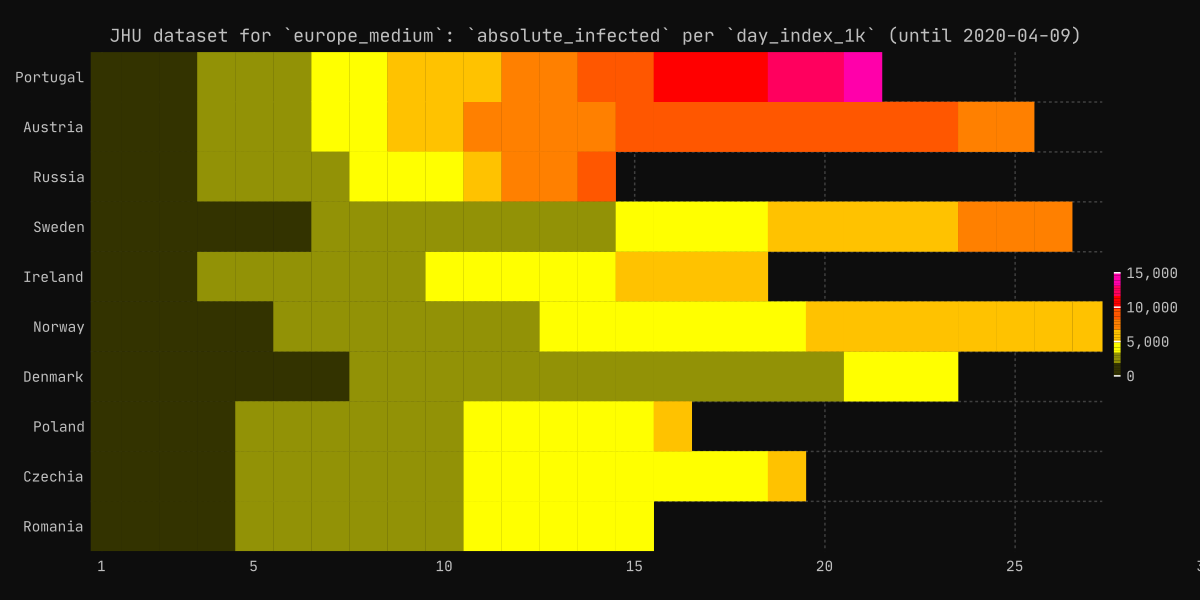 JHU dataset for `europe_medium`: `absolute_infected` per `day_index_1k` (until 2020-04-09)
Portugal
Austria
Russia
Sweden
Ireland
Norway
Denmark
Poland
Czechia
Romania
15,000
10,000
5,000
0
1 5 10 15 20 25